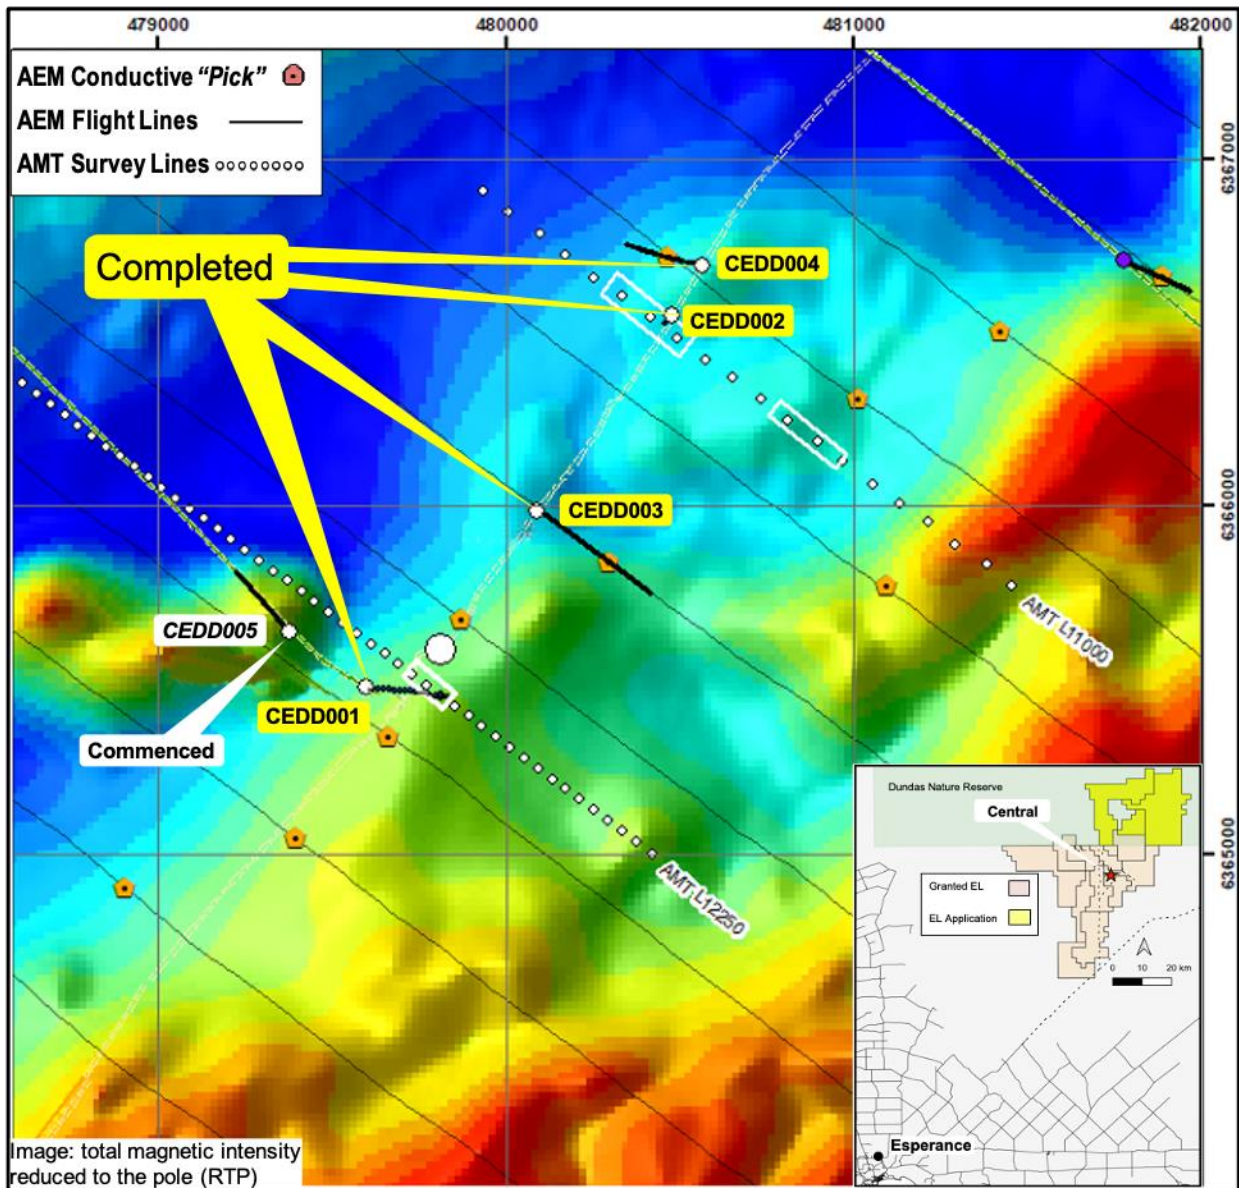 479000
480000
481000
482000
AEM Conductive “Pick”
AEM Flight Lines
AMT Survey Lines
6367000
Completed
CEDD004
CEDD002
6366000
CEDD003
CEDD005
AMT L11000
CEDD001
Commenced
6365000
AMT L12250
Dundas Nature Reserve
Central
Granted EL
EL Application
0 10 20 km
Esperance
Image: total magnetic intensity
reduced to the pole (RTP)